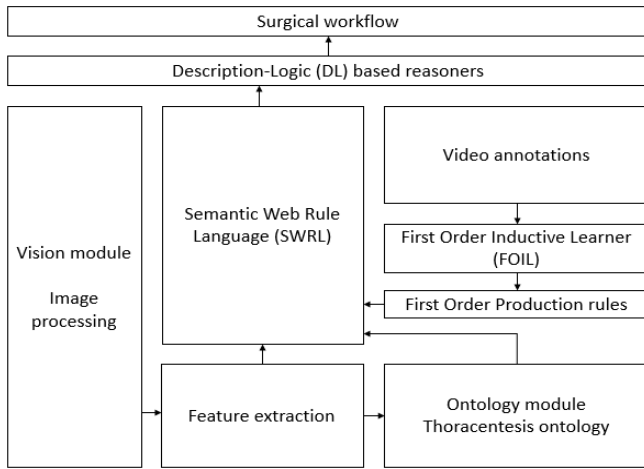 Surgical workflow
Description-Logic (DL) based reasoners
Vision module
Image
processing
Semantic Web Rule
Language (SWRL)
Video annotations
First Order Inductive Learner
(FOIL)
First Order Production rules
Feature extraction
Ontology module
Thoracentesis ontology